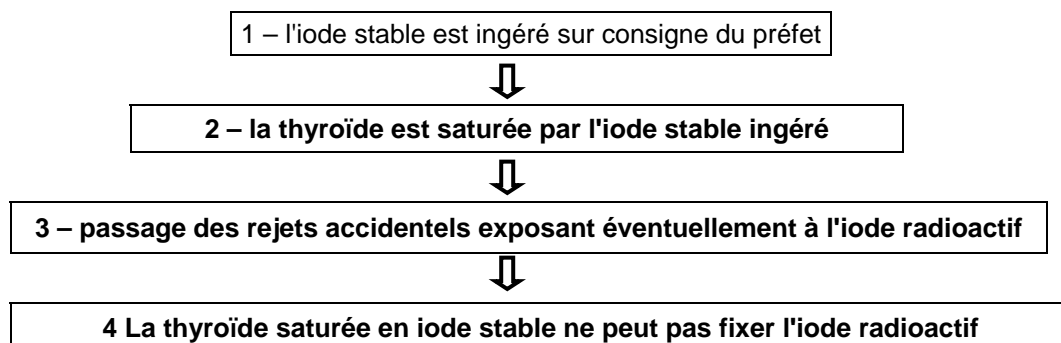 1 – l'iode stable est ingéré sur consigne du préfet
2 – la thyroïde est saturée par l'iode stable ingéré
3 – passage des rejets accidentels exposant éventuellement à l'iode radioactif
4 La thyroïde saturée en iode stable ne peut pas fixer l'iode radioactif